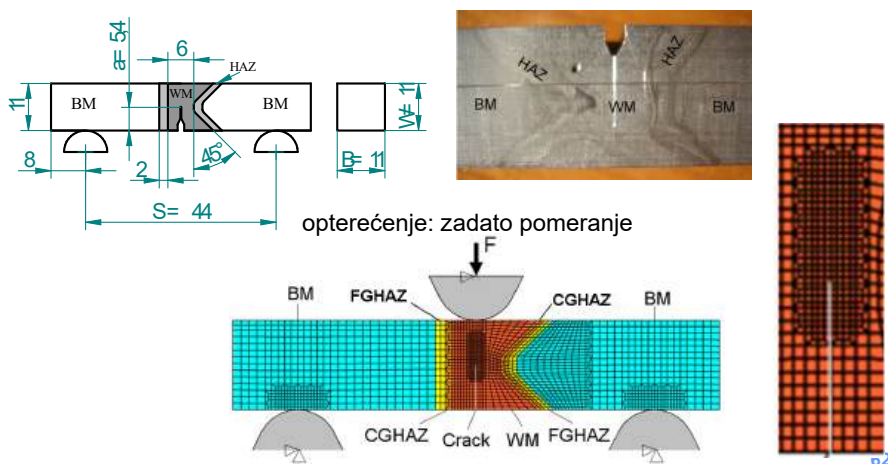 6
HAZ
a= 5,4
WM
BM
BM
11
W= 11
8
45°
B= 11
2
S= 44
HAZ
HAZ
BM
WM
BM
opterećenje: zadato pomeranje
F
BM
FGHAZ
CGHAZ
BM
CGHAZ
Crack
WM
FGHAZ